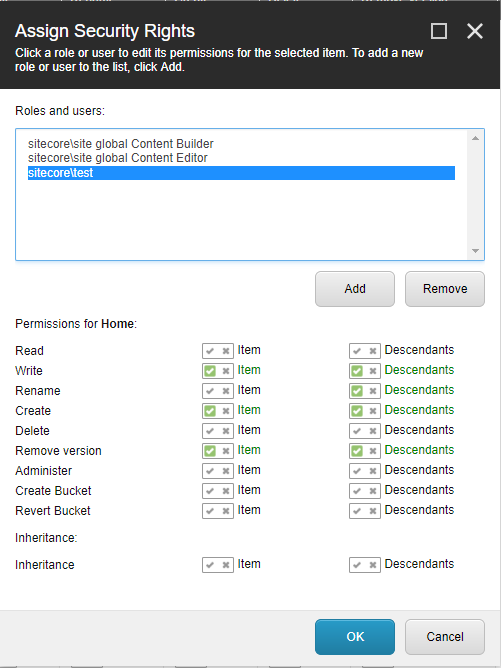 Assign Security Rights
Click a role or user to edit its permissions for the selected item. To add a new
role or user to the list, click Add.
Roles and users:
sitecore\site global Content Builder
sitecore\site global Content Editor
sitecore\test
Add Remove
Permissions for Home:
Read Item Descendants
Write Item Descendants
Rename Item Descendants
Create Item Descendants
Delete Item Descendants
Remove version Item Descendants
Administer Item Descendants
Create Bucket Item Descendants
Revert Bucket Item Descendants
Inheritance:
Inheritance Item Descendants
OK Cancel